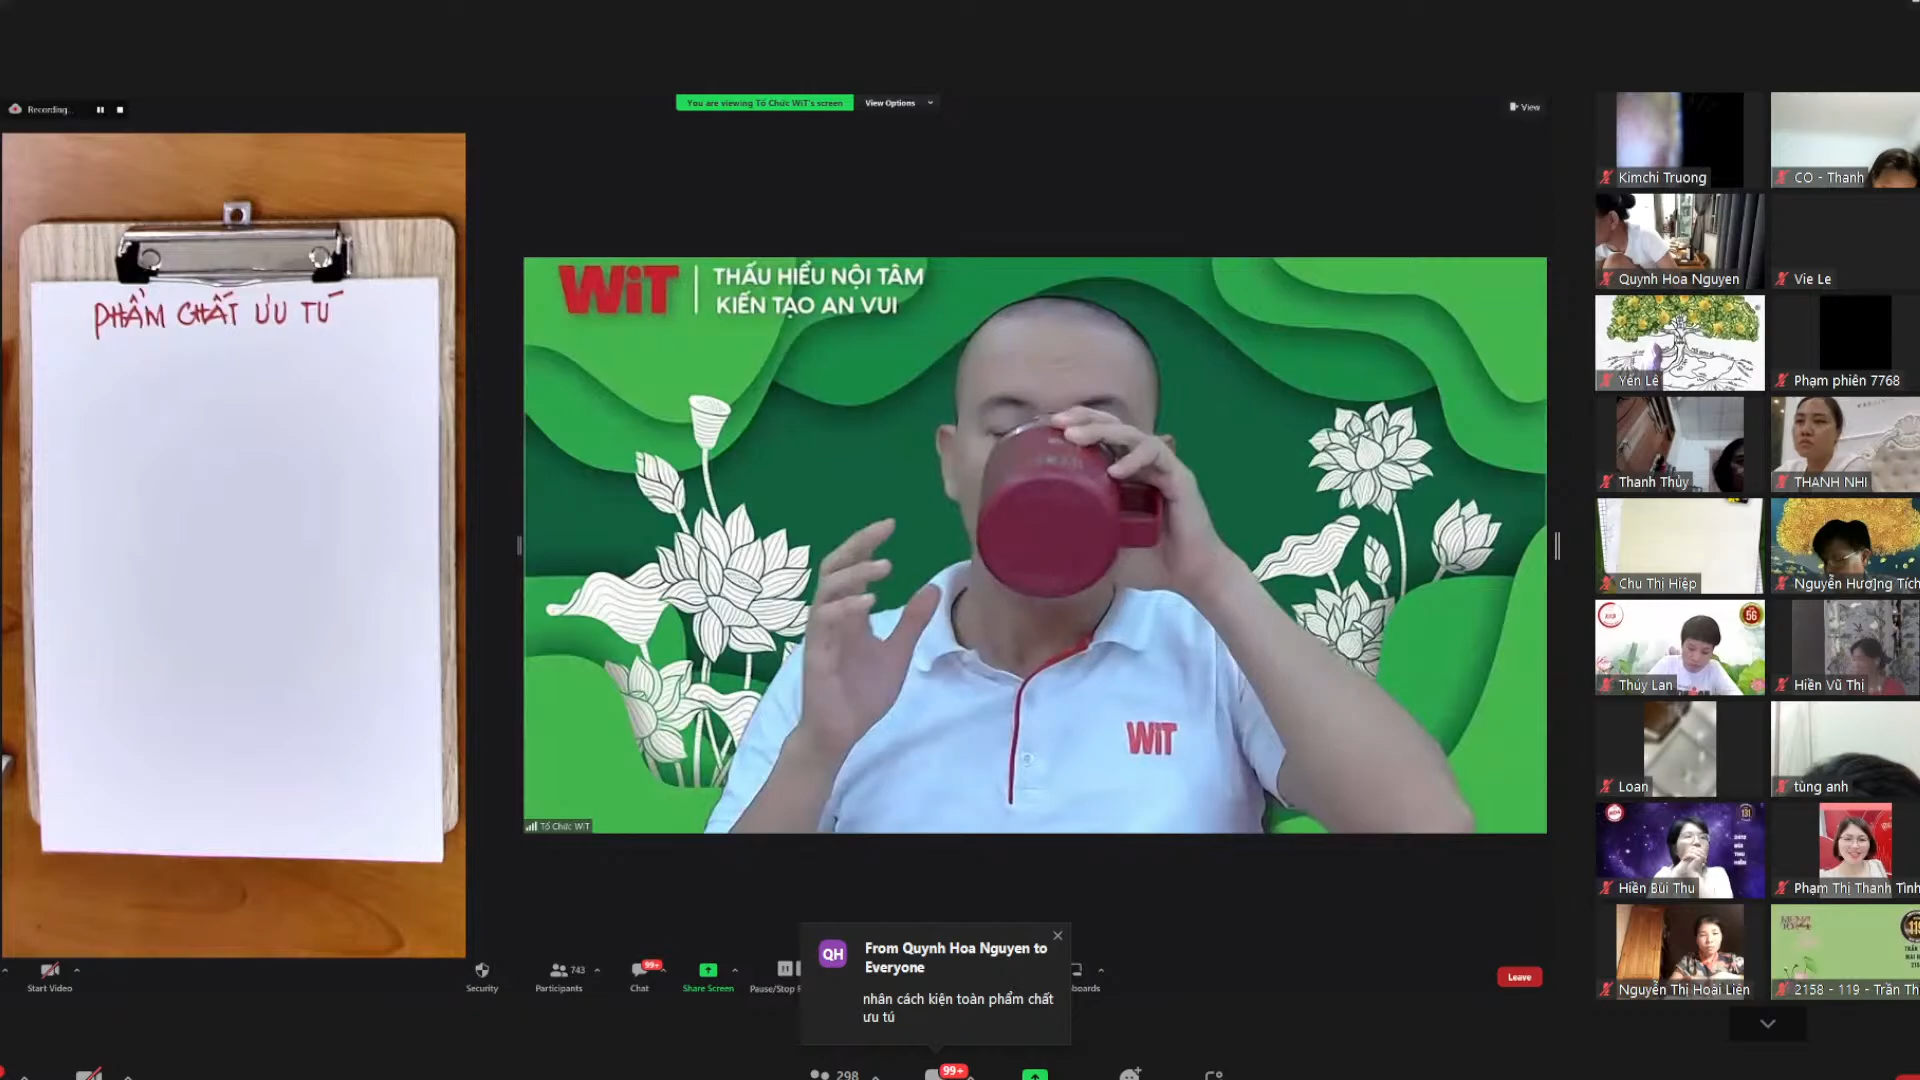 Recording...
You are viewing Tổ Chức WiT's screen
View Options
View
PHẨM CHẤT ƯU TÚ
WiT
THẤU HIỂU NỘI TÂM
KIẾN TẠO AN VUI
WiT
Tổ Chức WiT
Kimchi Truong
CO - Thanh
Quynh Hoa Nguyen
Vie Le
Yến Lê
Phạm phiên 7768
Thanh Thủy
THANH NHI
Chu Thị Hiệp
Nguyễn Hương Tích
56
Thúy Lan
Hiền Vũ Thị
Loan
tùng anh
131
Hiền Bùi Thu
Phạm Thị Thanh Tình
Nguyễn Thị Hoài Liên
2158 - 119 - Trần Th
QH
From Quynh Hoa Nguyen to
Everyone
nhân cách kiện toàn phẩm chất
ưu tú
Start Video
Security
743
Participants
99+
Chat
Share Screen
Pause/Stop R
boards
Leave
298
99+